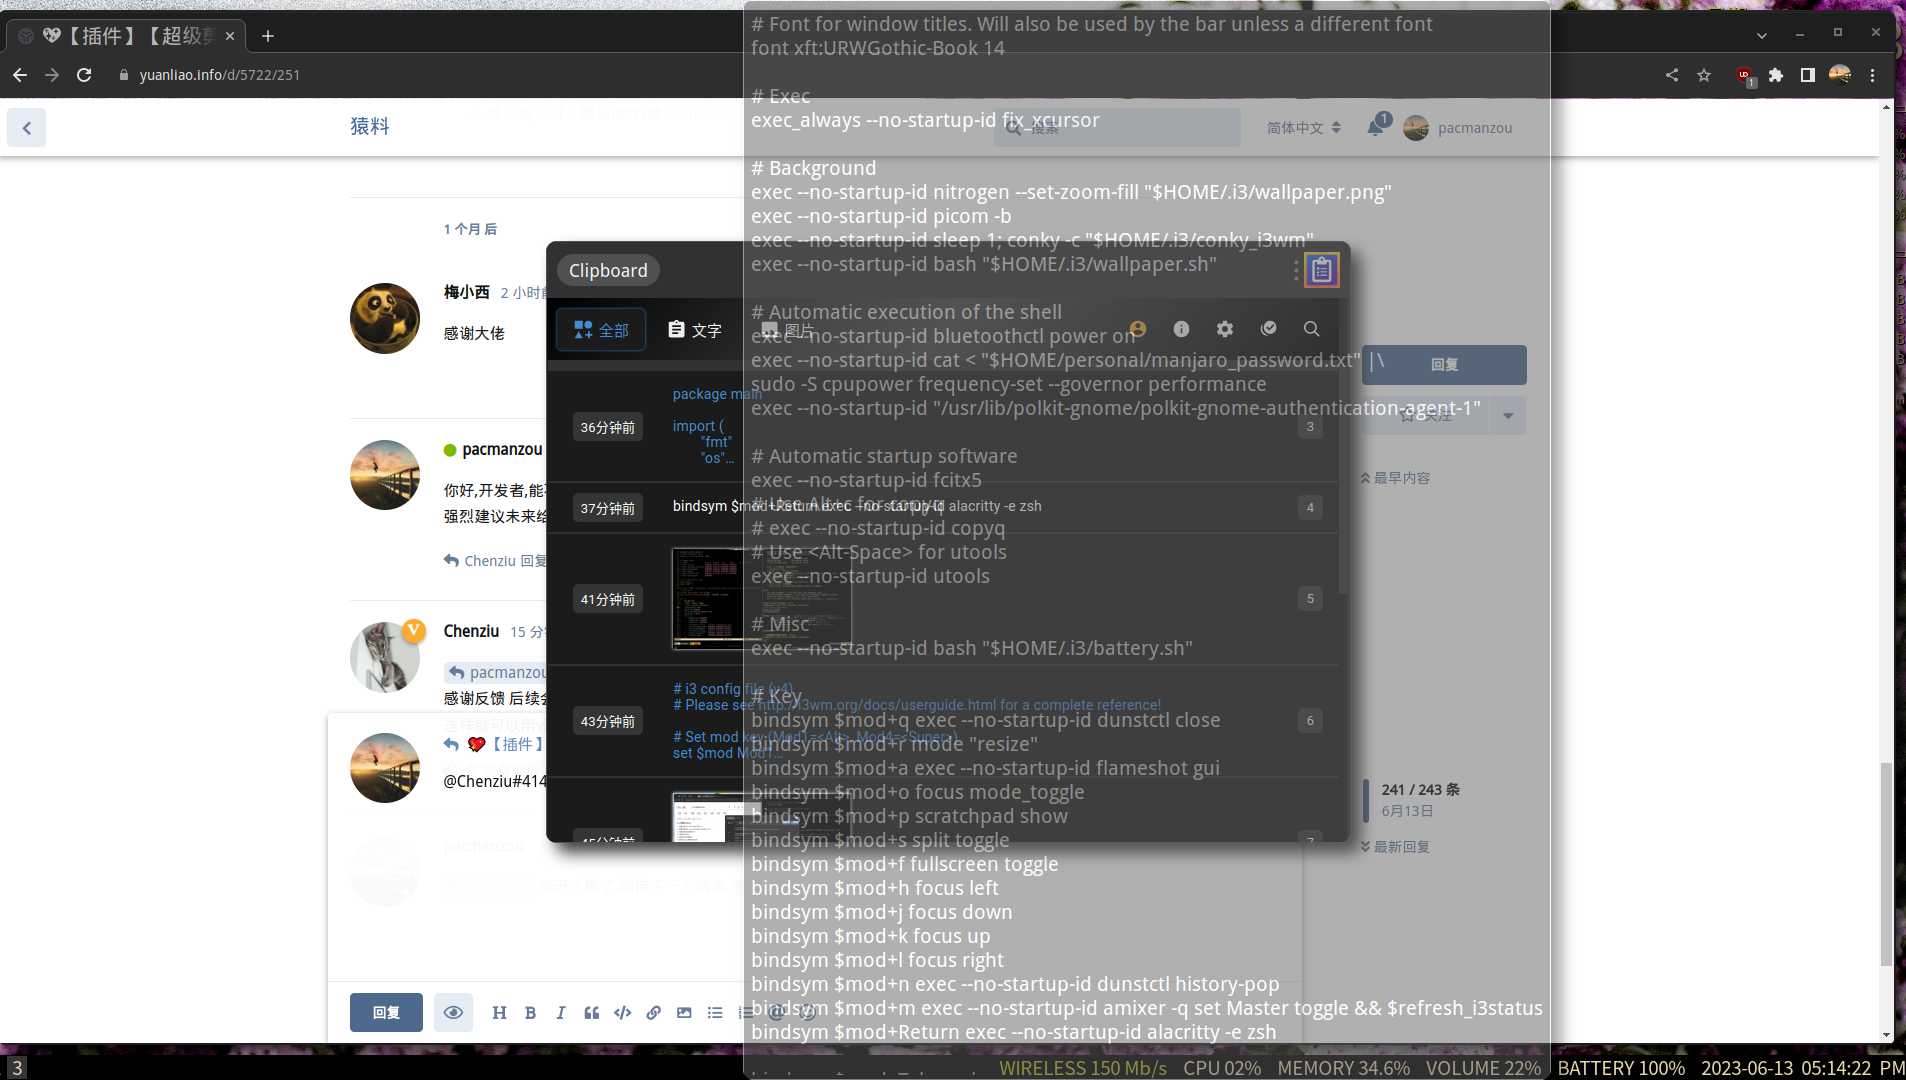 【插件】【超级剪
yuanliao.info/d/5722/251
猿料
搜索
简体中文
1
pacmanzou
1 个月 后
梅小西 2 小时前
感谢大佬
pacmanzou
你好,开发者,能
强烈建议未来给
Chenziu 回复
Chenziu 15 分
pacmanzou
感谢反馈 后续会
【插件】
@Chenziu#414
pacmanzou
回复
回复
关注
最早内容
241 / 243 条
6月13日
最新回复
Clipboard
全部
文字
图片
36分钟前
package main
import (
"fmt"
"os"...
3
37分钟前
bindsym $mod+Return exec --no-startup-id alacritty -e zsh
4
41分钟前
5
43分钟前
# i3 config file (v4)
# Please see http://i3wm.org/docs/userguide.html for a complete reference!
# Set mod key (Mod1=<Alt>, Mod4=<Super>)
set $mod Mod1...
6
45分钟前
7
# Font for window titles. Will also be used by the bar unless a different font
font xft:URWGothic-Book 14
# Exec
exec_always --no-startup-id fix_xcursor
# Background
exec --no-startup-id nitrogen --set-zoom-fill "$HOME/.i3/wallpaper.png"
exec --no-startup-id picom -b
exec --no-startup-id sleep 1; conky -c "$HOME/.i3/conky_i3wm"
exec --no-startup-id bash "$HOME/.i3/wallpaper.sh"
# Automatic execution of the shell
exec --no-startup-id bluetoothctl power on
exec --no-startup-id cat < "$HOME/personal/manjaro_password.txt" |\
sudo -S cpupower frequency-set --governor performance
exec --no-startup-id "/usr/lib/polkit-gnome/polkit-gnome-authentication-agent-1"
# Automatic startup software
exec --no-startup-id fcitx5
# Use Alt+c for copyq
# exec --no-startup-id copyq
# Use <Alt-Space> for utools
exec --no-startup-id utools
# Misc
exec --no-startup-id bash "$HOME/.i3/battery.sh"
# Key
bindsym $mod+q exec --no-startup-id dunstctl close
bindsym $mod+r mode "resize"
bindsym $mod+a exec --no-startup-id flameshot gui
bindsym $mod+o focus mode_toggle
bindsym $mod+p scratchpad show
bindsym $mod+s split toggle
bindsym $mod+f fullscreen toggle
bindsym $mod+h focus left
bindsym $mod+j focus down
bindsym $mod+k focus up
bindsym $mod+l focus right
bindsym $mod+n exec --no-startup-id dunstctl history-pop
bindsym $mod+m exec --no-startup-id amixer -q set Master toggle && $refresh_i3status
bindsym $mod+Return exec --no-startup-id alacritty -e zsh
3
WIRELESS 150 Mb/s CPU 02% MEMORY 34.6% VOLUME 22% BATTERY 100% 2023-06-13 05:14:22 PM